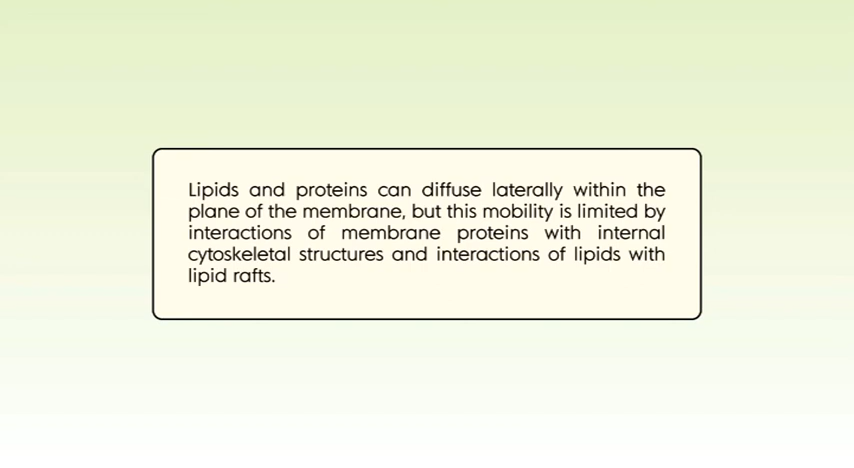 Lipids and proteins can diffuse laterally within the
plane of the membrane, but this mobility is limited by
interactions of membrane proteins with internal
cytoskeletal structures and interactions of lipids with
lipid rafts.